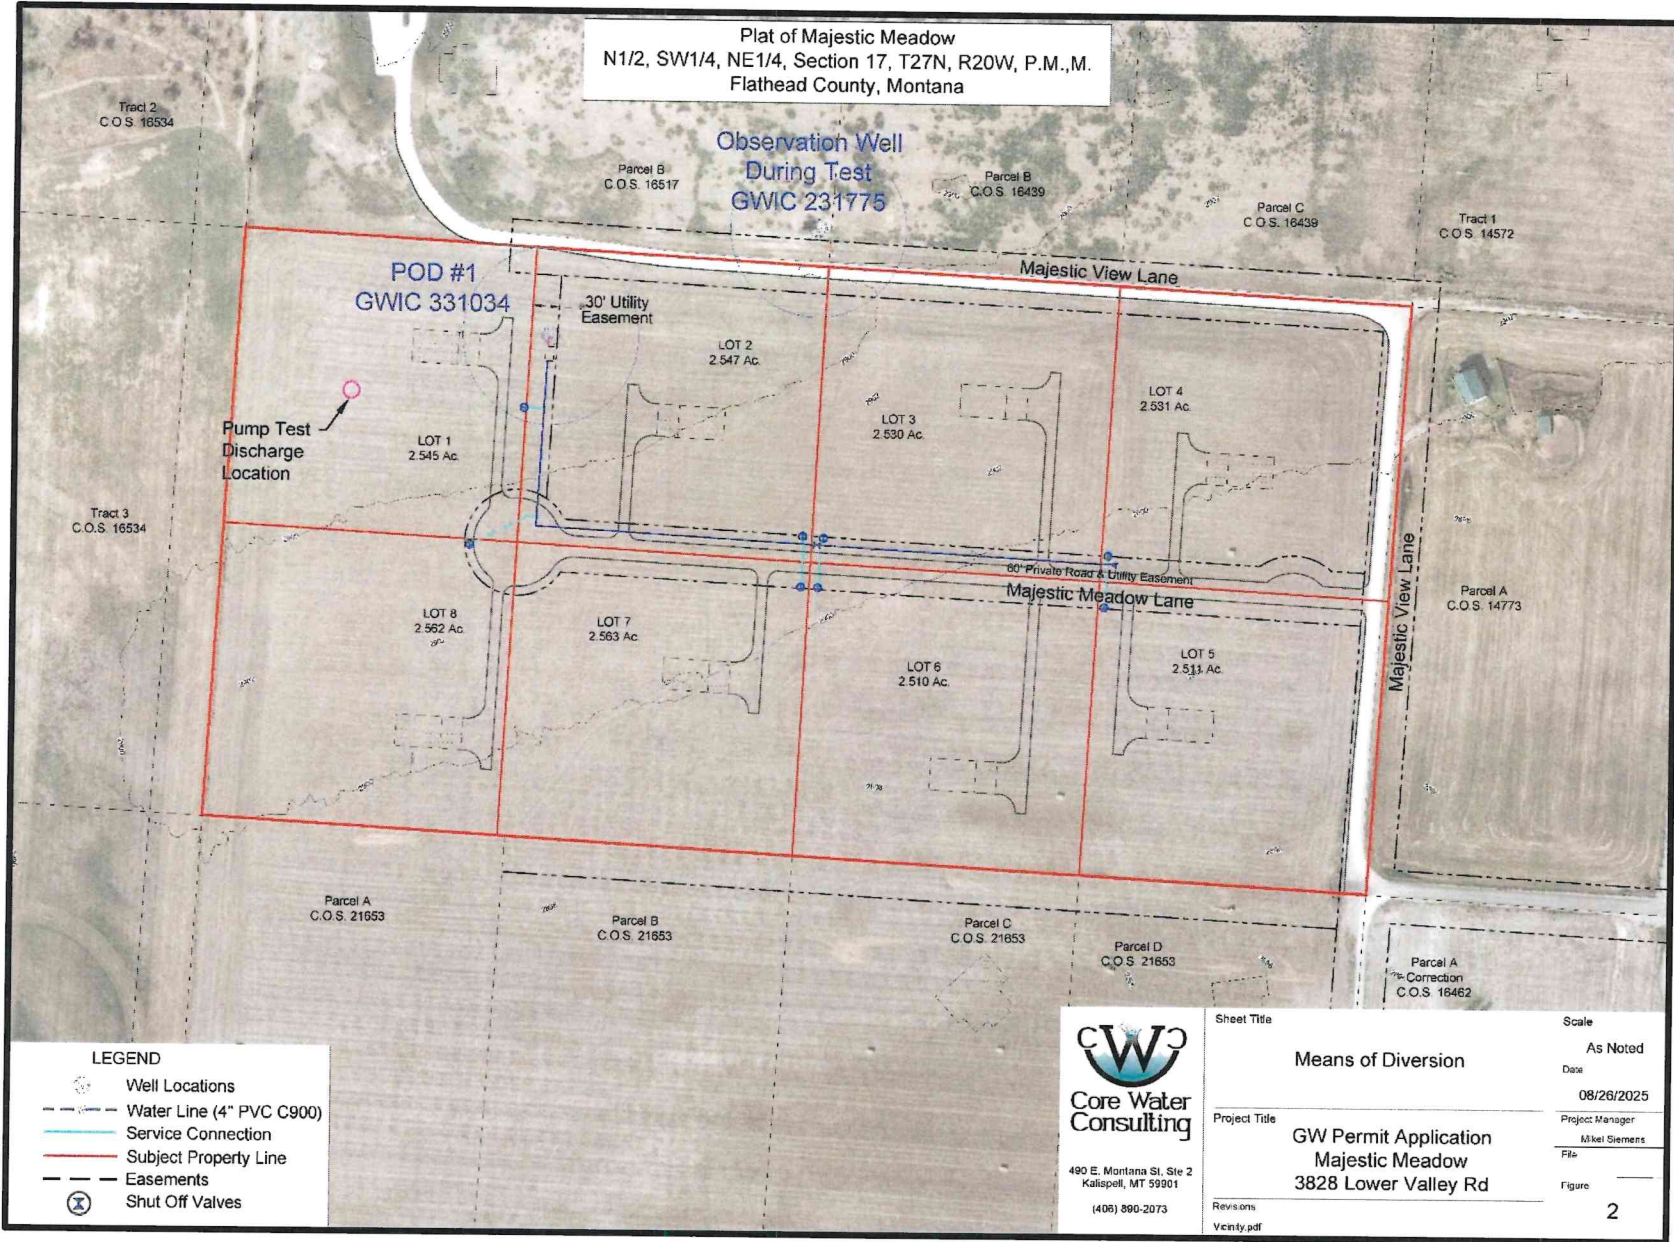 Plat of Majestic Meadow
N1/2, SW1/4, NE1/4, Section 17, T27N, R20W, P.M.,M.
Flathead County, Montana
Tract 2
C.O.S. 16534
Parcel B
C.O.S. 16517
Observation Well
During Test
GWIC 231775
Parcel B
C.O.S. 16439
Parcel C
C.O.S. 16439
Tract 1
C.O.S. 14572
POD #1
GWIC 331034
30' Utility
Easement
Majestic View Lane
LOT 2
2.547 Ac.
LOT 3
2.530 Ac.
LOT 4
2.531 Ac.
Pump Test
Discharge
Location
LOT 1
2.545 Ac.
Tract 3
C.O.S. 16534
60' Private Road & Utility Easement
Majestic Meadow Lane
Majestic View Lane
Parcel A
C.O.S. 14773
LOT 8
2.562 Ac.
LOT 7
2.563 Ac.
LOT 6
2.510 Ac.
LOT 5
2.511 Ac.
Parcel A
C.O.S. 21653
Parcel B
C.O.S. 21653
Parcel C
C.O.S. 21653
Parcel D
C.O.S. 21653
Parcel A
Correction
C.O.S. 16462
LEGEND
Well Locations
Water Line (4" PVC C900)
Service Connection
Subject Property Line
Easements
Shut Off Valves
CWC
Core Water
Consulting
490 E. Montana St, Ste 2
Kalispell, MT 59901
(406) 890-2073
Sheet Title
Means of Diversion
Project Title
GW Permit Application
Majestic Meadow
3828 Lower Valley Rd
Revisions
Vicinity.pdf
Scale
As Noted
Date
08/26/2025
Project Manager
Mikel Siemens
File
Figure
2